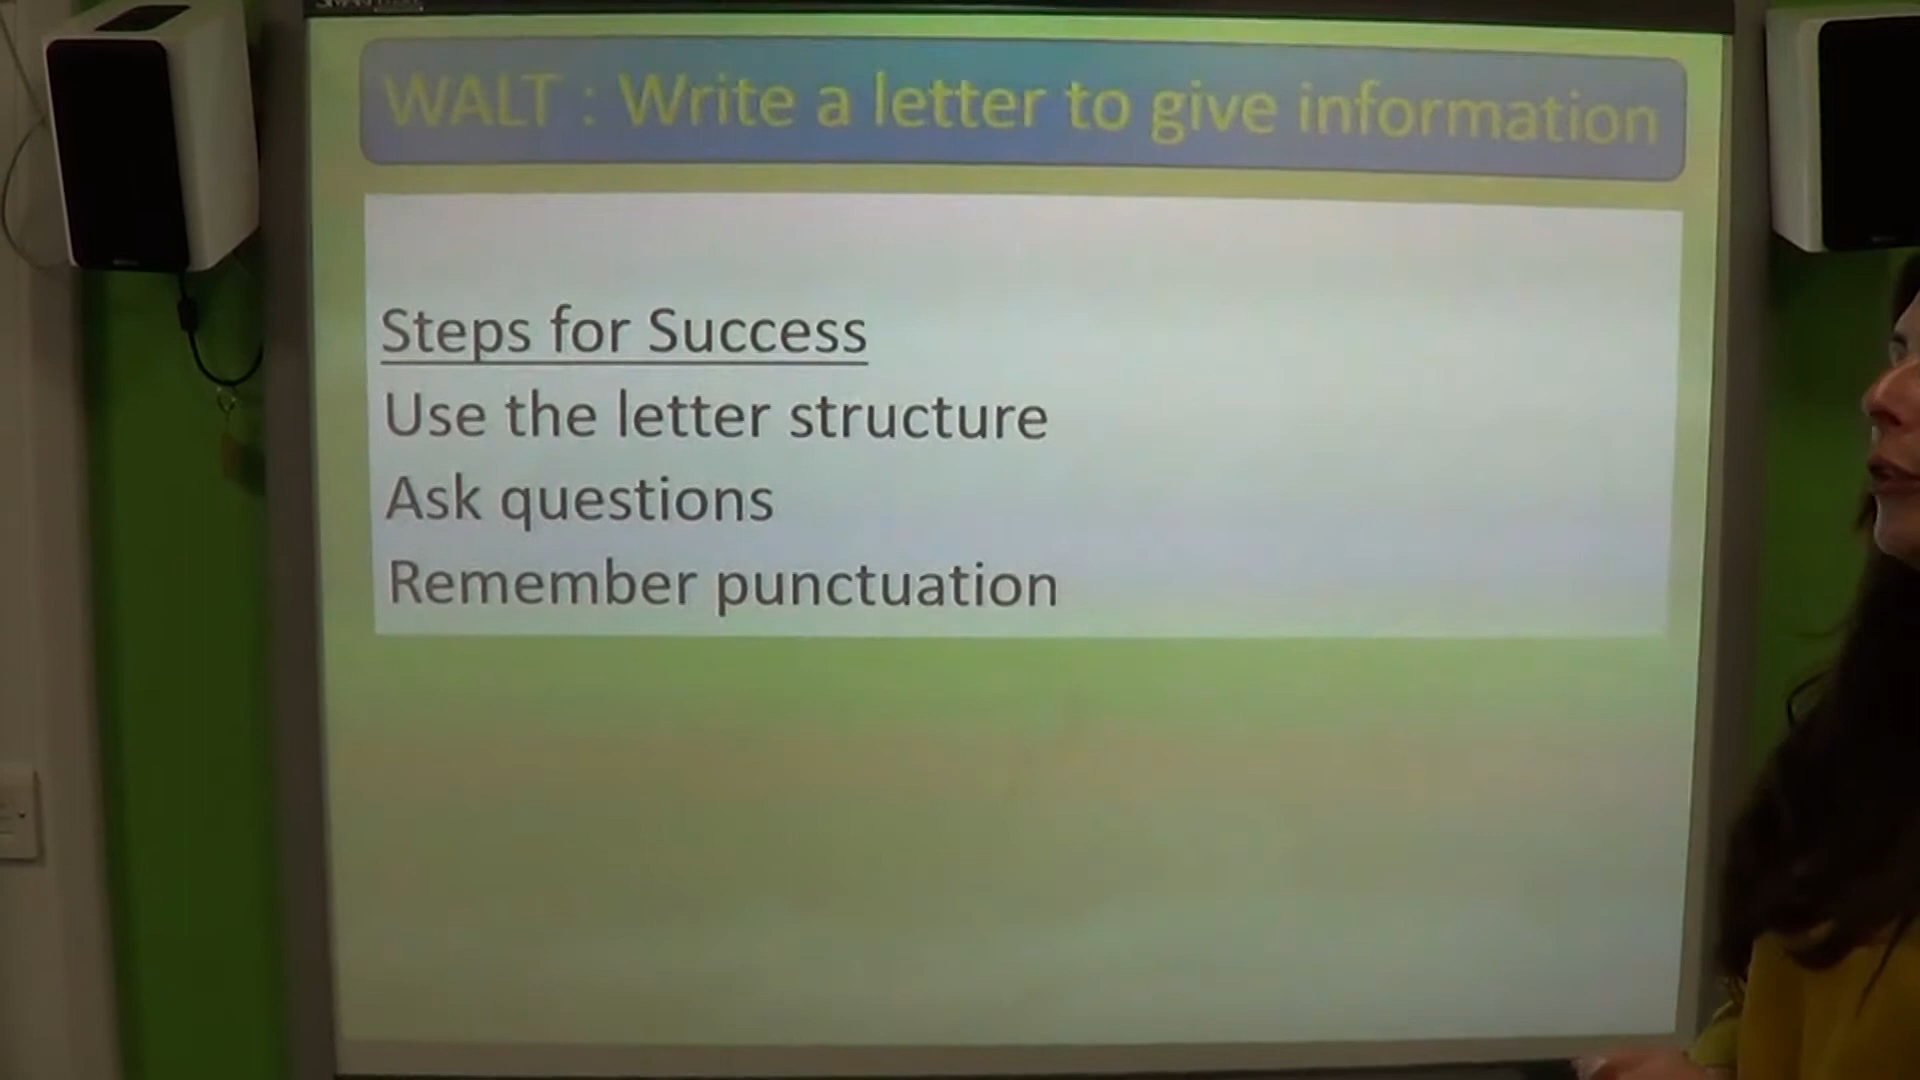 WALT : Write a letter to give information
Steps for Success
Use the letter structure
Ask questions
Remember punctuation